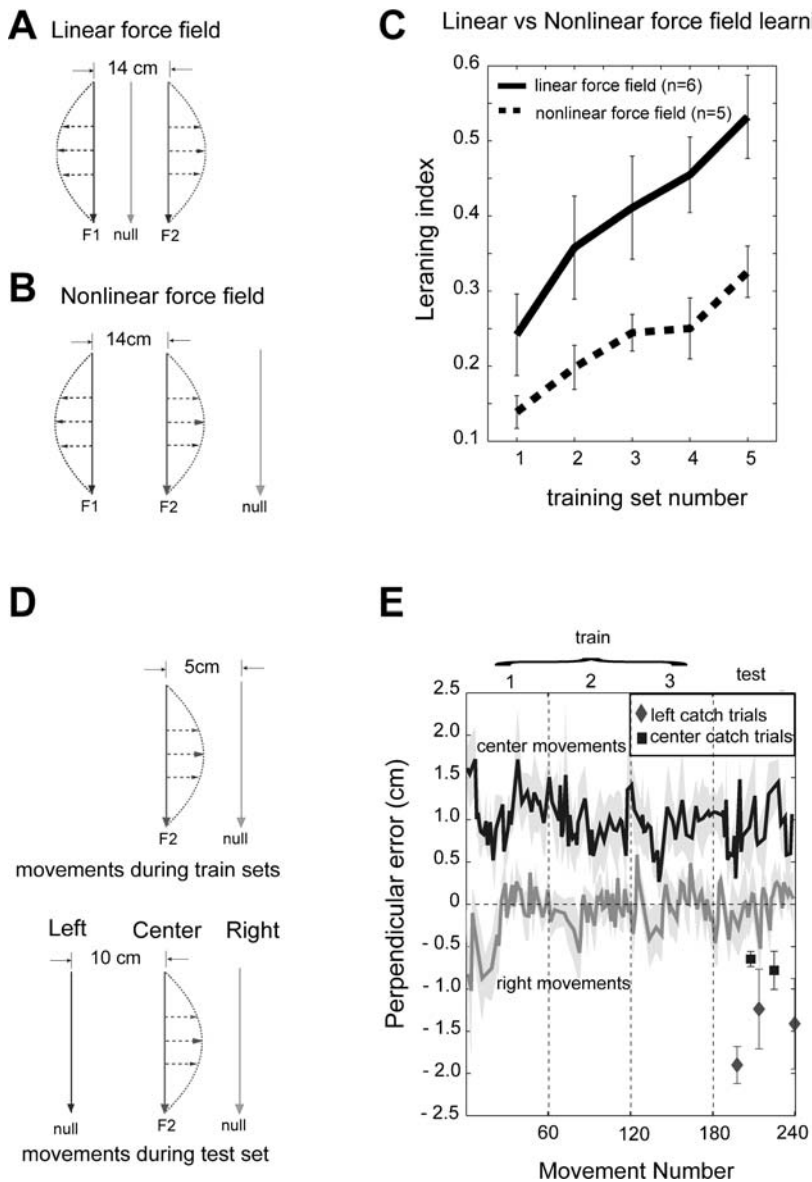 A
Linear force field
14 cm
F1
null
F2
B
Nonlinear force field
14cm
F1
F2
null
C
Linear vs Nonlinear force field learn
0.6
0.5
0.4
0.3
0.2
0.1
Leraning index
linear force field (n=6)
nonlinear force field (n=5)
1 2 3 4 5
training set number
D
5cm
F2
null
movements during train sets
Left Center Right
10 cm
null
F2
null
movements during test set
E
train
1 2 3
test
left catch trials
center catch trials
center movements
right movements
2.5
2.0
1.5
1.0
0.5
0
- 0.5
- 1.0
- 1.5
- 2.0
- 2.5
Perpendicular error (cm)
60 120 180 240
Movement Number